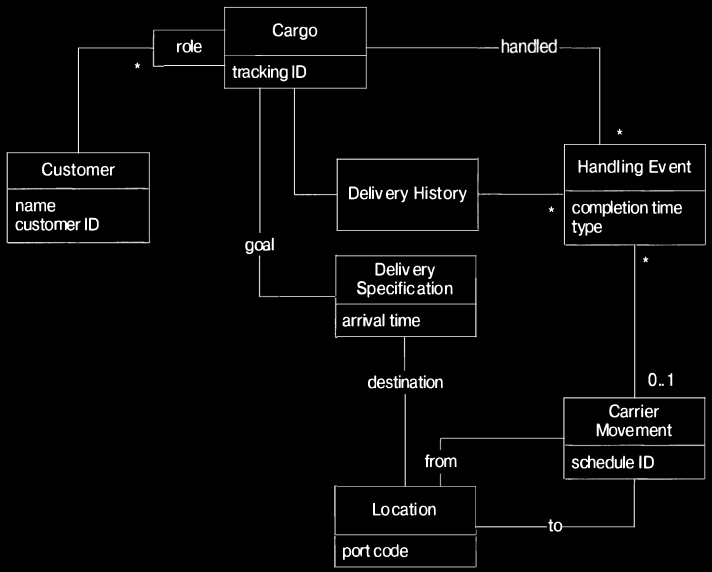 Cargo
role
handled
*
tracking ID
*
Customer
Handling Event
Delivery History
name
customer ID
completion time
type
*
goal
*
Delivery
Specification
arrival time
destination
0..1
Carrier
Movement
from
schedule ID
Location
to
port code